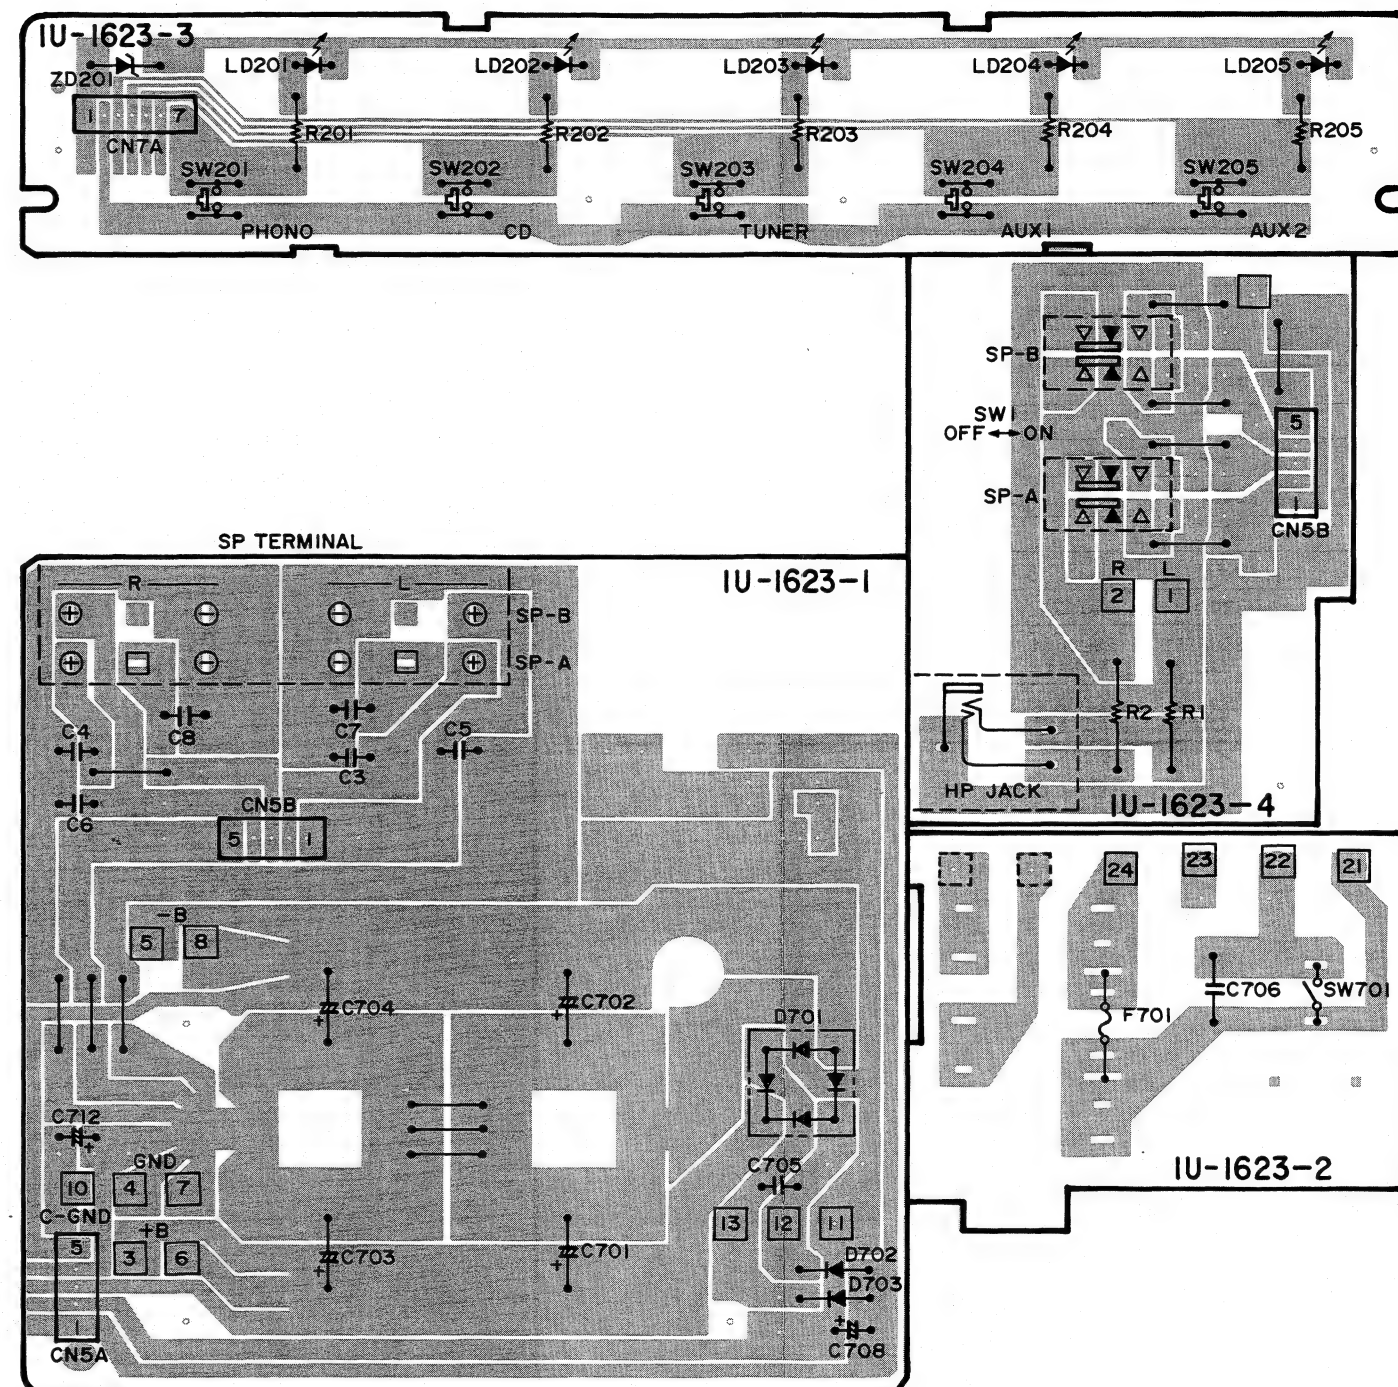 1U-1623-3
ZD201
LD201
LD202
LD203
LD204
LD205
1 7
CN7A
R201
R202
R203
R204
R205
SW201
SW202
SW203
SW204
SW205
PHONO
CD
TUNER
AUX1
AUX2
SP-B
SW1
OFF ↔ ON
SP-A
5
1
CN5B
R L
2 1
R2
R1
HP JACK
1U-1623-4
SP TERMINAL
1U-1623-1
R L
SP-B
SP-A
C4
C8
C7
C5
C3
C6
CN5B
5 1
-B
5 8
C704
C702
D701
C712
+
GND
10 4 7
C-GND
+B
5
3 6
1
CN5A
C703
C701
C705
13 12 11
D702
D703
C708
24 23 22 21
C706
SW701
F701
1U-1623-2